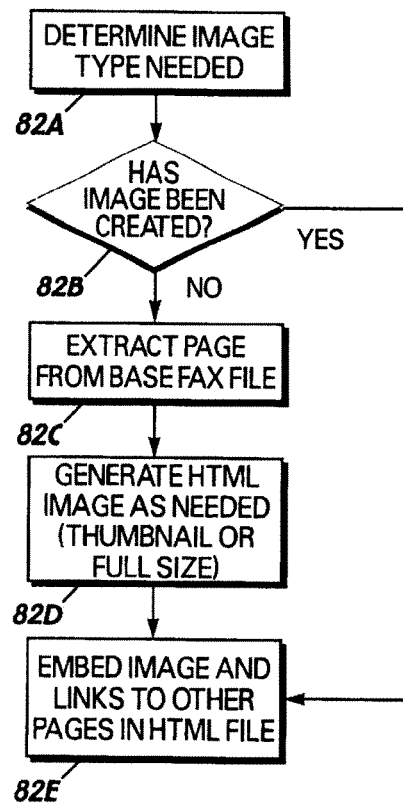 DETERMINE IMAGE
TYPE NEEDED
82A
HAS
IMAGE BEEN
CREATED?
YES
82B
NO
EXTRACT PAGE
FROM BASE FAX FILE
82C
GENERATE HTML
IMAGE AS NEEDED
(THUMBNAIL OR
FULL SIZE)
82D
EMBED IMAGE AND
LINKS TO OTHER
PAGES IN HTML FILE
82E